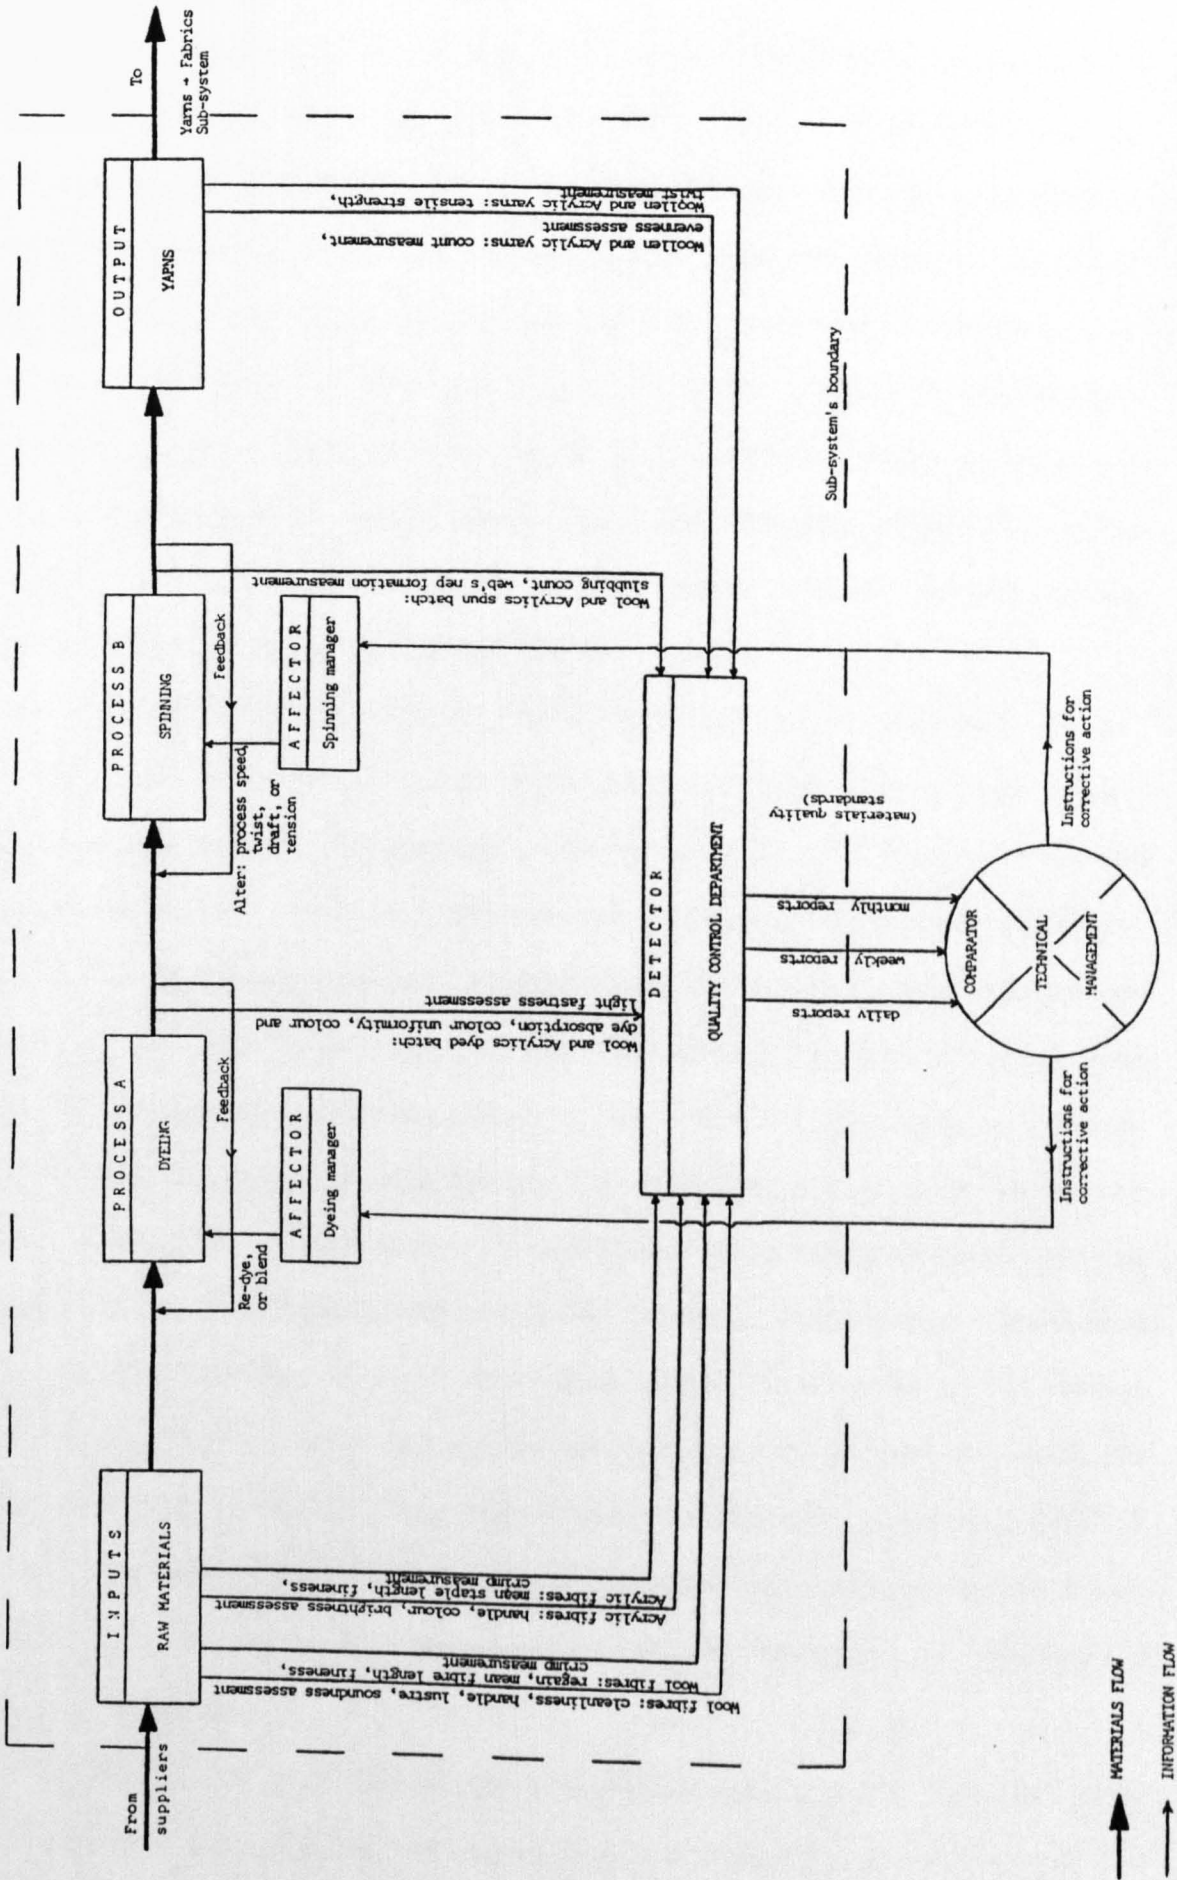 From
suppliers
INPUTS
RAW MATERIALS
PROCESS A
DYEING
PROCESS B
SPINNING
OUTPUT
YAPNS
To
Yarns + Fabrics
Sub-system
Feedback
Re-dye,
or blend
AFFECTOR
Dyeing manager
Feedback
Alter: process speed,
twist,
draft, or
tension
AFFECTOR
Spinning manager
Wool fibres: cleanliness, handle, lustre, soundness assessment
Wool fibres: regain, mean fibre length, fineness,
crimp measurement
Acrylic fibres: handle, colour, brightness assessment
Acrylic fibres: mean staple length, fineness,
crimp measurement
Wool and Acrylics dyed batch:
dye absorption, colour uniformity, colour and
light fastness assessment
Wool and Acrylics spun batch:
slubbing count, web's nep formation measurement
Woollen and Acrylic yarns: count measurement,
evenness assessment
Woollen and Acrylic yarns: tensile strength,
twist measurement
DETECTOR
QUALITY CONTROL DEPARTMENT
Sub-system's boundary
daily reports
weekly reports
monthly reports
(materials quality
standards)
COMPARATOR
TECHNICAL
MANAGEMENT
Instructions for
corrective action
Instructions for
corrective action
MATERIALS FLOW
INFORMATION FLOW